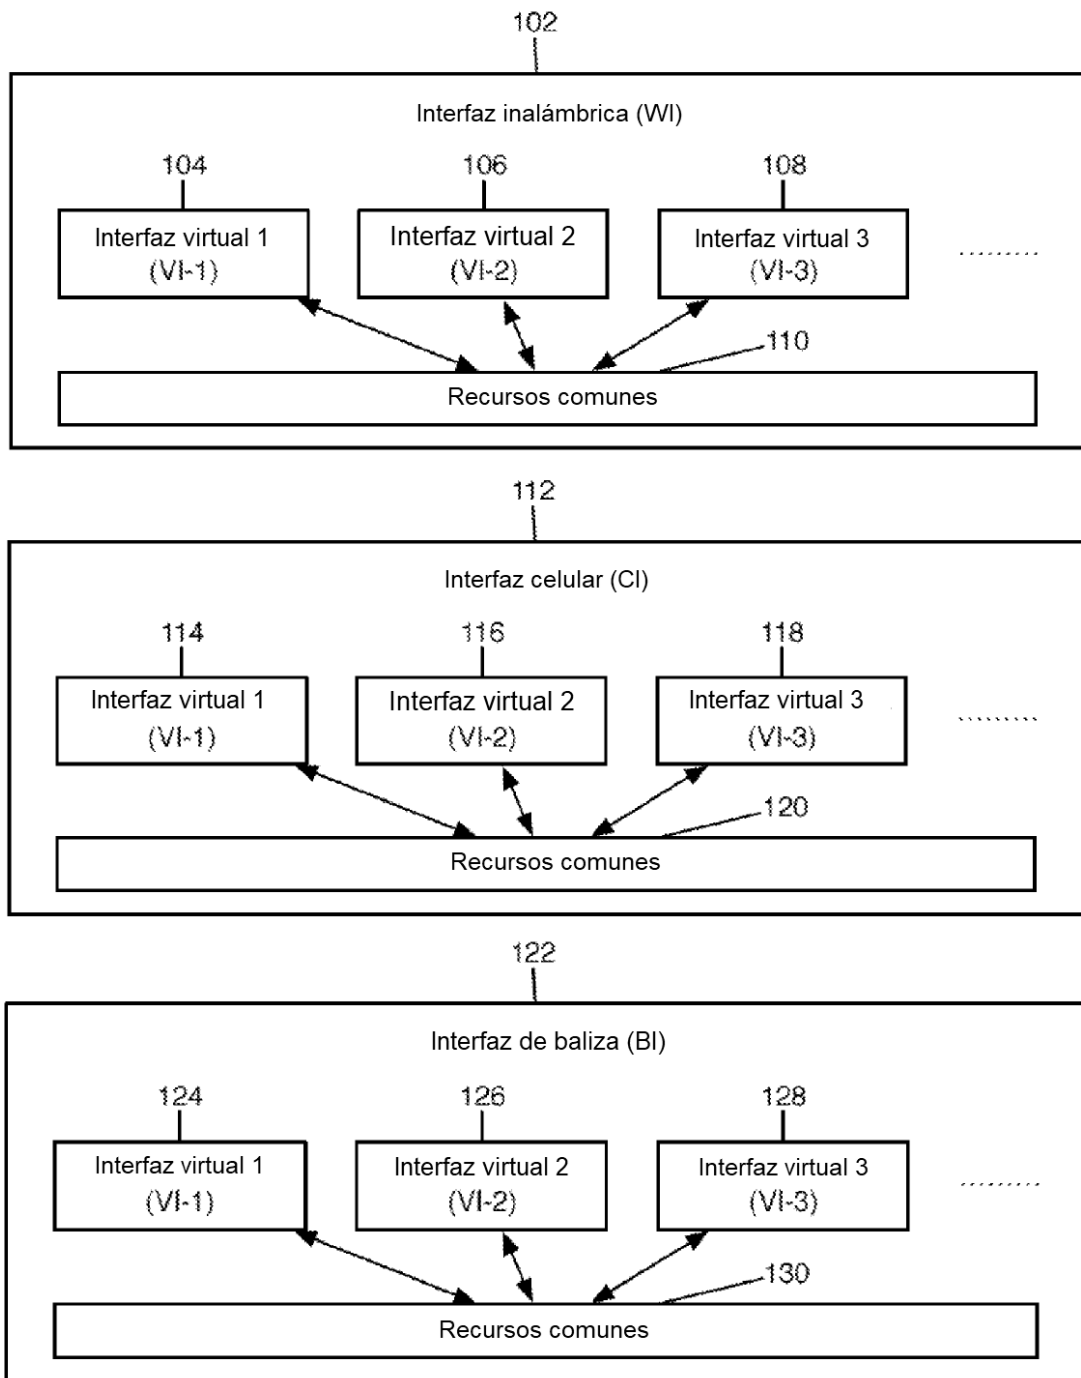 102
Interfaz inalámbrica (WI)
104 106 108
Interfaz virtual 1 Interfaz virtual 2 Interfaz virtual 3
(VI-1) (VI-2) (VI-3)
110
Recursos comunes
112
Interfaz celular (CI)
114 116 118
Interfaz virtual 1 Interfaz virtual 2 Interfaz virtual 3
(VI-1) (VI-2) (VI-3)
120
Recursos comunes
122
Interfaz de baliza (BI)
124 126 128
Interfaz virtual 1 Interfaz virtual 2 Interfaz virtual 3
(VI-1) (VI-2) (VI-3)
130
Recursos comunes